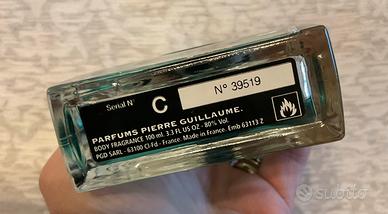 Serial N° C N° 39519
PARFUMS PIERRE GUILLAUME.
BODY FRAGRANCE 100 ml. 3.3 FL US OZ - 80% Vol.
PGD SARL - 63100 Cl-Fd - France. Made in France. Emb 63113 Z
subito